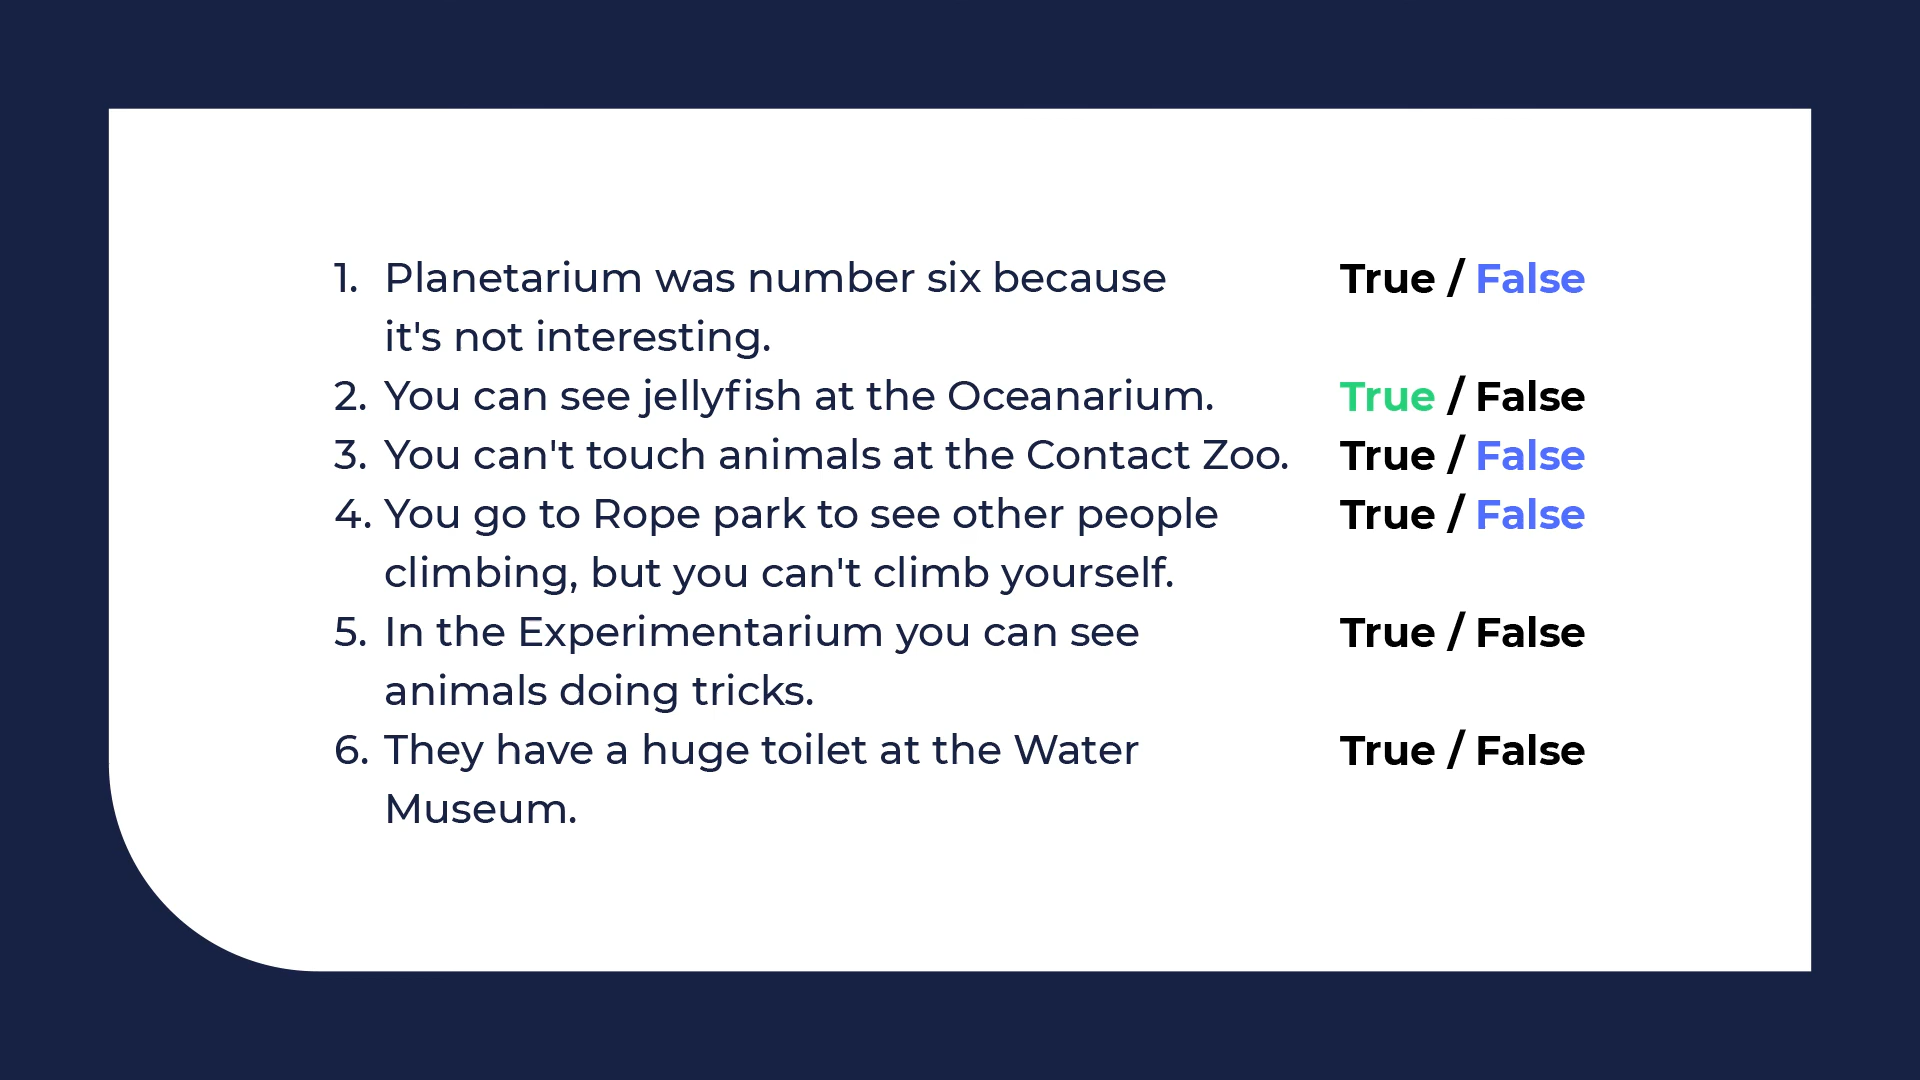 1. Planetarium was number six because True / False
it's not interesting.
2. You can see jellyfish at the Oceanarium. True / False
3. You can't touch animals at the Contact Zoo. True / False
4. You go to Rope park to see other people True / False
climbing, but you can't climb yourself.
5. In the Experimentarium you can see True / False
animals doing tricks.
6. They have a huge toilet at the Water True / False
Museum.